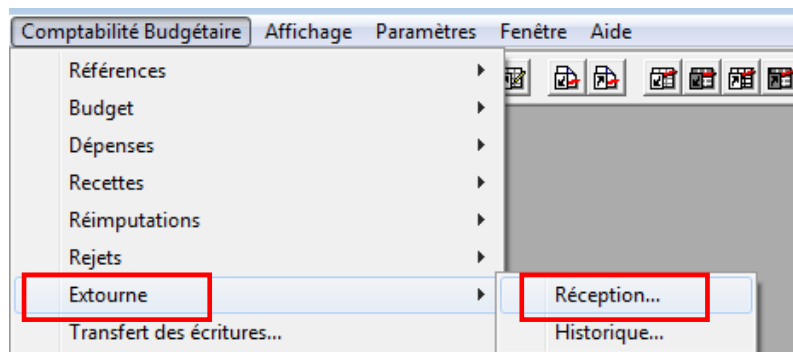 Comptabilité Budgétaire Affichage Paramètres Fenêtre Aide
Références
Budget
Dépenses
Recettes
Réimputations
Rejets
Extourne Réception...
Transfert des écritures... Historique...